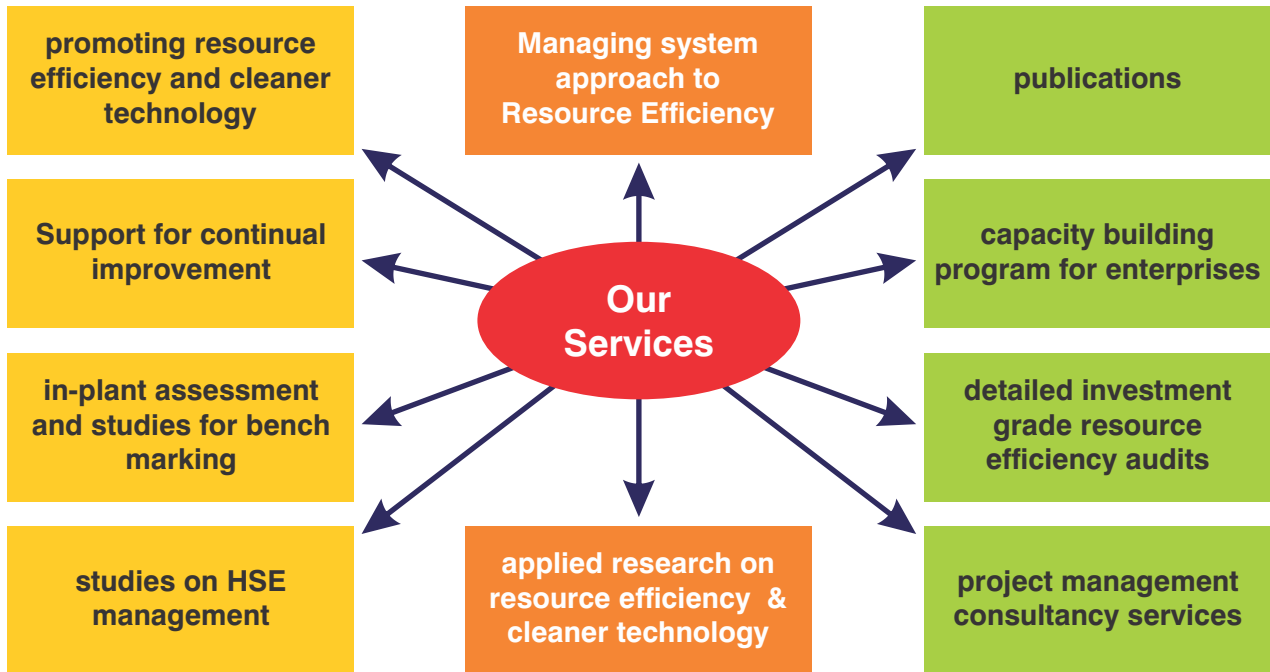 promoting resource
efficiency and cleaner
technology
Managing system
approach to
Resource Efficiency
publications
Support for continual
improvement
capacity building
program for enterprises
Our
Services
in-plant assessment
and studies for bench
marking
detailed investment
grade resource
efficiency audits
studies on HSE
management
applied research on
resource efficiency  &
cleaner technology
project management
consultancy services